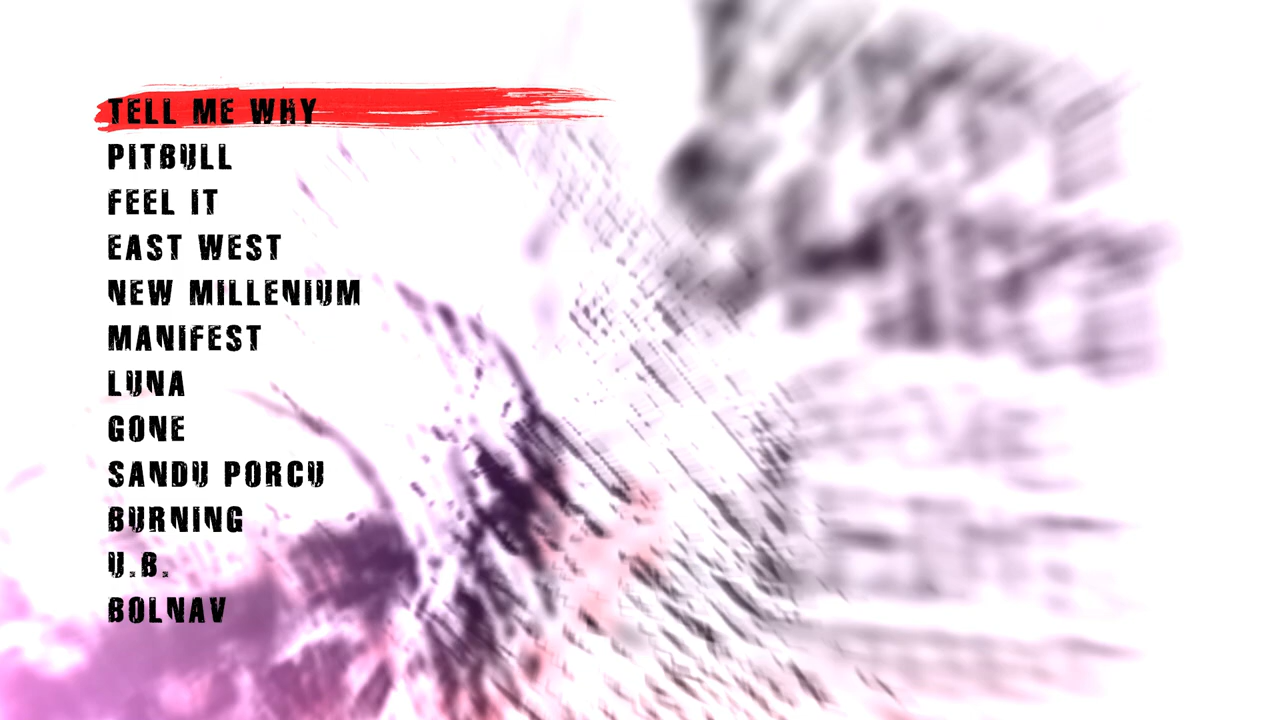 TELL ME WHY
PITBULL
FEEL IT
EAST WEST
NEW MILLENIUM
MANIFEST
LUNA
GONE
SANDU PORCU
BURNING
U.B.
BOLNAV